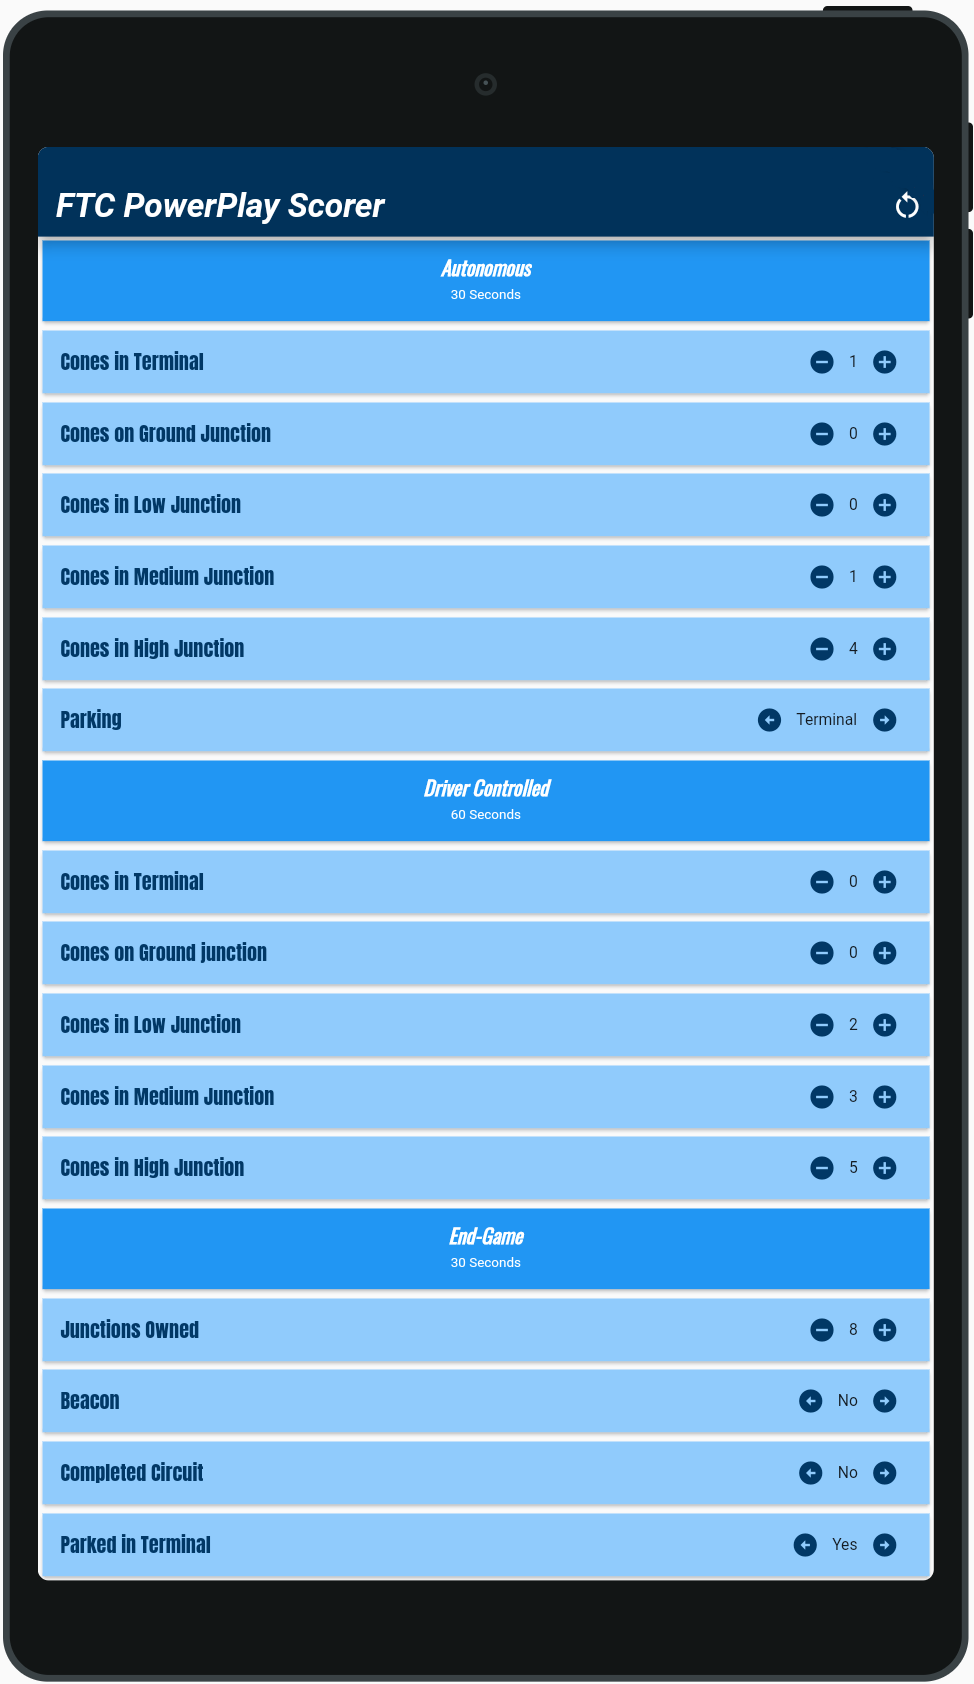 FTC PowerPlay Scorer
Autonomous
30 Seconds
Cones in Terminal 1
Cones on Ground Junction 0
Cones in Low Junction 0
Cones in Medium Junction 1
Cones in High Junction 4
Parking Terminal
Driver Controlled
60 Seconds
Cones in Terminal 0
Cones on Ground junction 0
Cones in Low Junction 2
Cones in Medium Junction 3
Cones in High Junction 5
End-Game
30 Seconds
Junctions Owned 8
Beacon No
Completed Circuit No
Parked in Terminal Yes